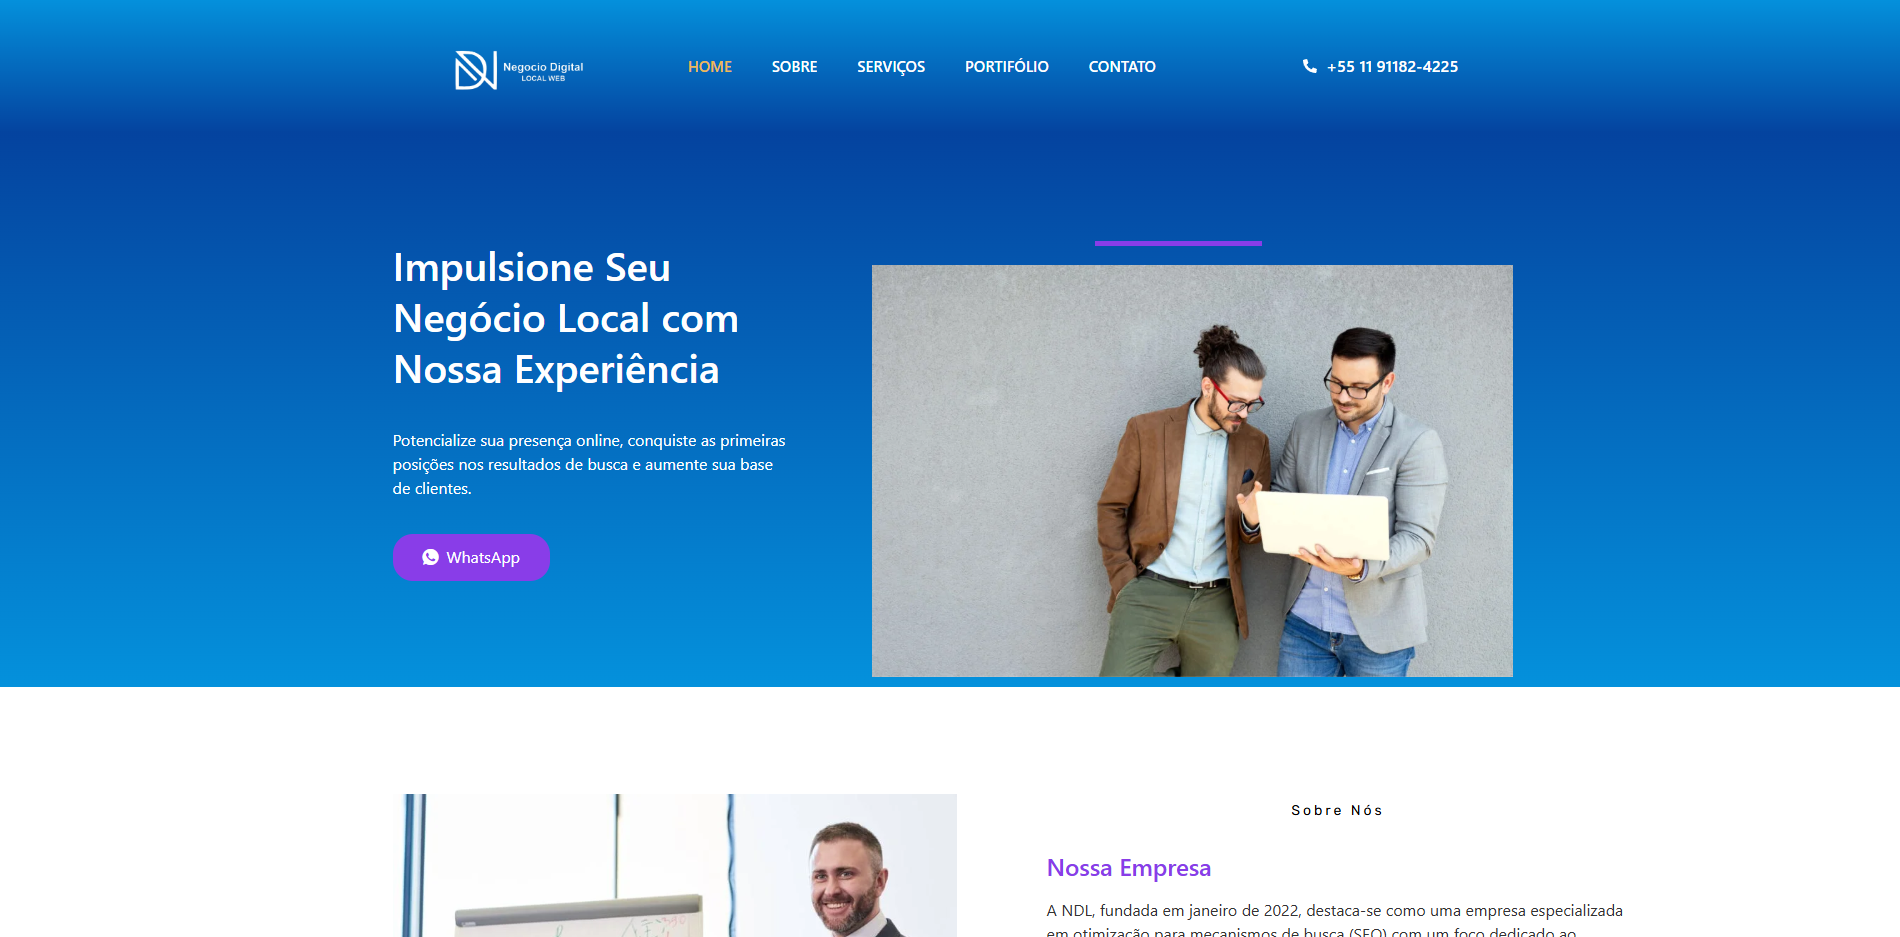 Negocio Digital
LOCAL WEB
HOME
SOBRE
SERVIÇOS
PORTIFÓLIO
CONTATO
+55 11 91182-4225
Impulsione Seu
Negócio Local com
Nossa Experiência
Potencialize sua presença online, conquiste as primeiras
posições nos resultados de busca e aumente sua base
de clientes.
WhatsApp
Sobre Nós
Nossa Empresa
A NDL, fundada em janeiro de 2022, destaca-se como uma empresa especializada
em otimização para mecanismos de busca (SEO) com um foco dedicado ao